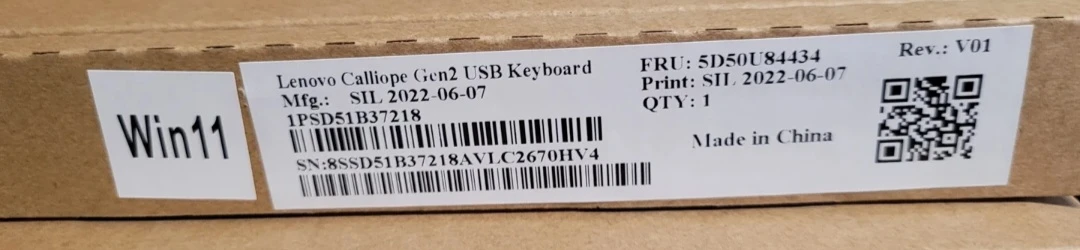 Win11
Lenovo Calliope Gen2 USB Keyboard
Mfg.: SIL 2022-06-07
1PSD51B37218
SN:8SSD51B37218AVLC2670HV4
FRU: 5D50U84434
Print: SIL 2022-06-07
QTY: 1
Made in China
Rev.: V01